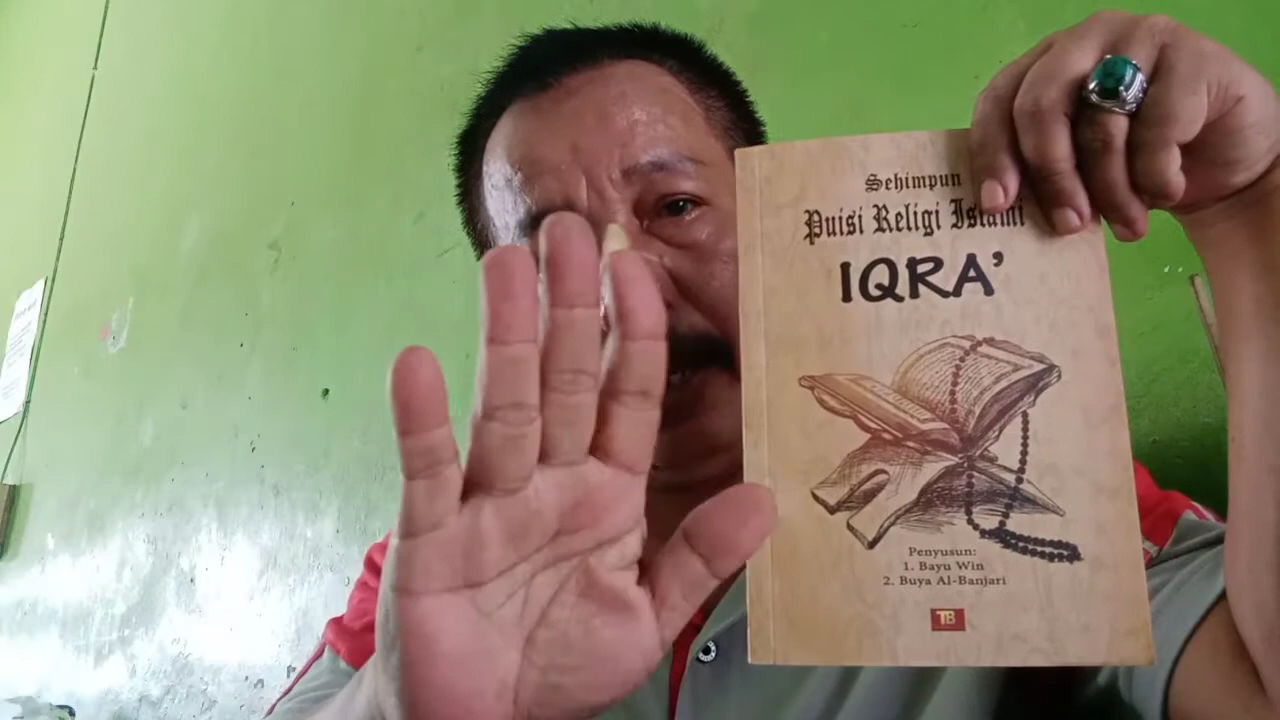 Sehimpun
Puisi Religi Islami
IQRA'
Penyusun:
1. Bayu Win
2. Buya Al-Banjari
TB